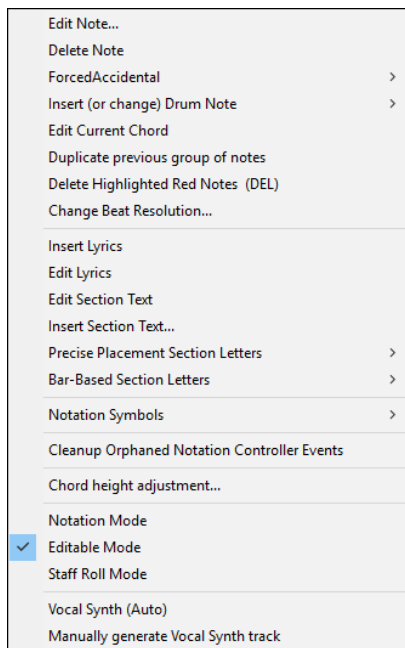 Edit Note...
Delete Note
ForcedAccidental
Insert (or change) Drum Note
Edit Current Chord
Duplicate previous group of notes
Delete Highlighted Red Notes (DEL)
Change Beat Resolution...
Insert Lyrics
Edit Lyrics
Edit Section Text
Insert Section Text...
Precise Placement Section Letters
Bar-Based Section Letters
Notation Symbols
Cleanup Orphaned Notation Controller Events
Chord height adjustment...
Notation Mode
Editable Mode
Staff Roll Mode
Vocal Synth (Auto)
Manually generate Vocal Synth track